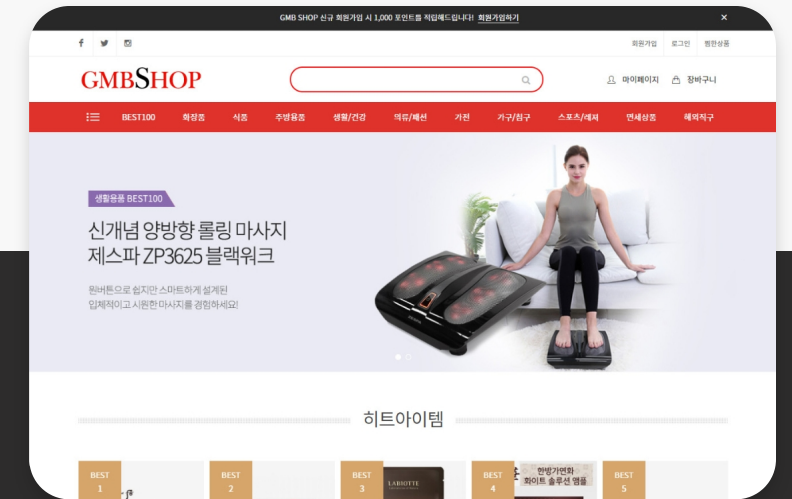 GMB SHOP 신규 회원가입 시 1,000 포인트를 적립해드립니다! 회원가입하기 ×
회원가입 로그인 찜한상품
GMBSHOP
마이페이지 장바구니
BEST100 화장품 식품 주방용품 생활/건강 의류/패션 가전 가구/침구 스포츠/레져 면세상품 해외직구
생활용품 BEST100
신개념 양방향 롤링 마사지
제스파 ZP3625 블랙워크
원버튼으로 쉽지만 스마트하게 설계된
입체적이고 시원한 마사지를 경험하세요!
히트아이템
BEST
1
BEST
2
BEST
3
LABIOTTE
BEST
4
한방가면화
화이트 솔루션 앰플
BEST
5